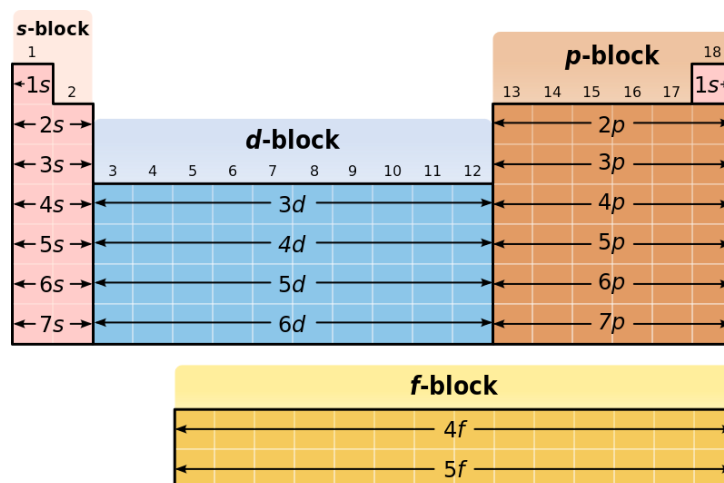 s-block
p-block
1
18
1s
2
13 14 15 16 17
1s
d-block
2s
2p
3 4 5 6 7 8 9 10 11 12
3s
3p
4s
3d
4p
5s
4d
5p
6s
5d
6p
7s
6d
7p
f-block
4f
5f